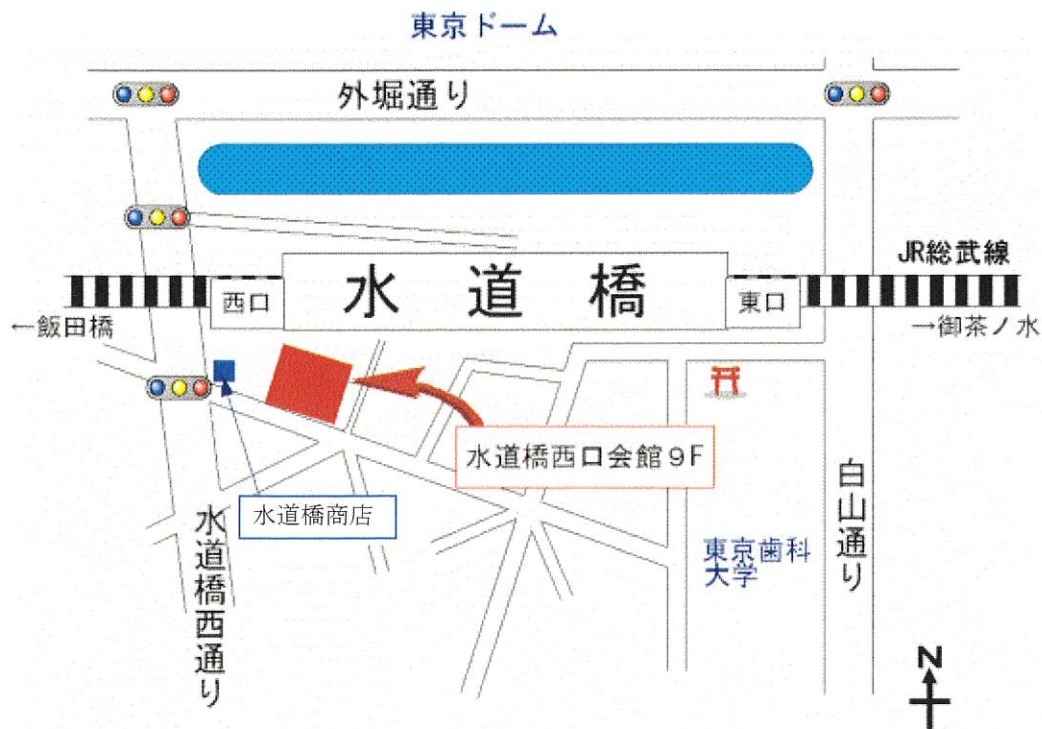 東京ドーム
外堀通り
JR総武線
水道橋
西口
東口
←飯田橋
→御茶ノ水
水道橋西口会館9F
水道橋商店
白山通り
水道橋西通り
東京歯科
大学
N